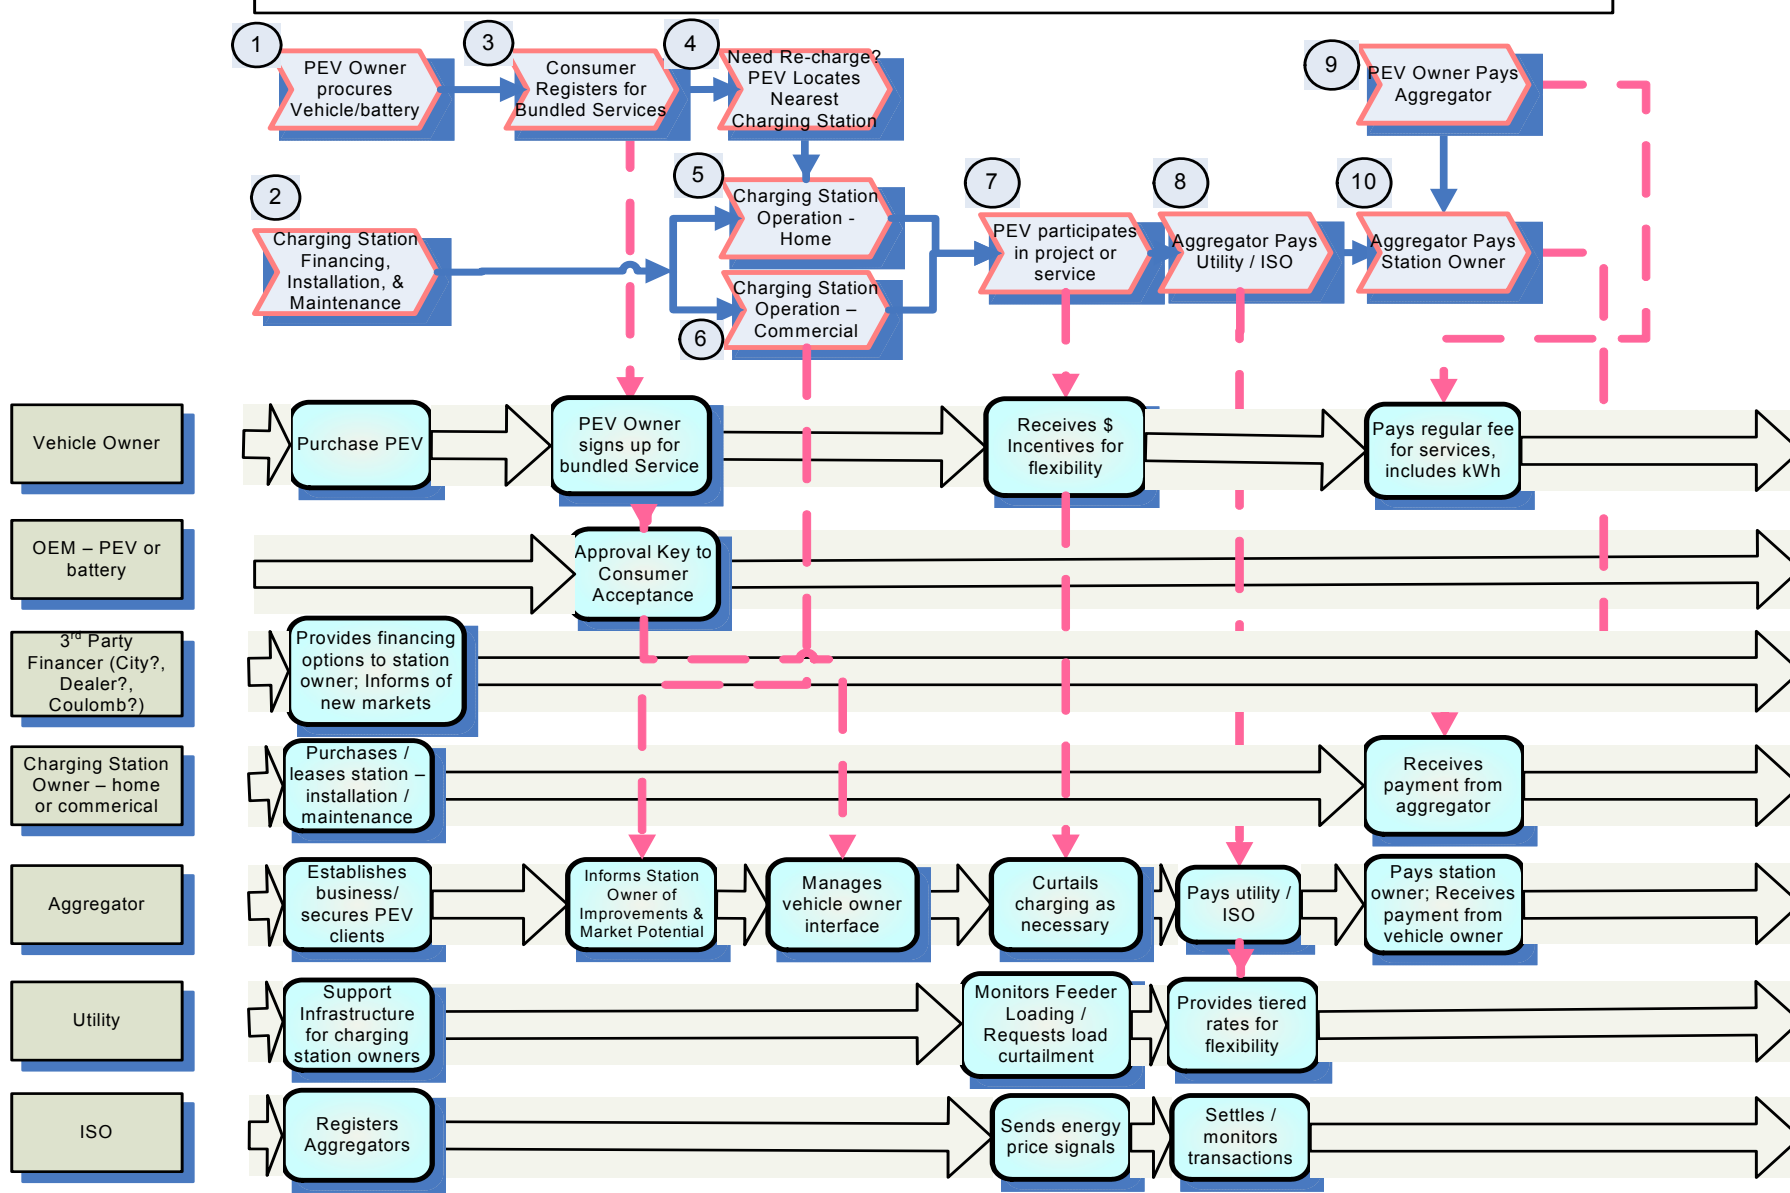 1
PEV Owner
procures
Vehicle/battery
3
Consumer
Registers for
Bundled Services
4
Need Re-charge?
PEV Locates
Nearest
Charging Station
9
PEV Owner Pays
Aggregator
2
Charging Station
Financing,
Installation, &
Maintenance
5
Charging Station
Operation -
Home
6
Charging Station
Operation –
Commercial
7
PEV participates
in project or
service
8
Aggregator Pays
Utility / ISO
10
Aggregator Pays
Station Owner
Vehicle Owner
Purchase PEV
PEV Owner
signs up for
bundled Service
Receives $
Incentives for
flexibility
Pays regular fee
for services,
includes kWh
OEM – PEV or
battery
Approval Key to
Consumer
Acceptance
3rd Party
Financer (City?,
Dealer?,
Coulomb?)
Provides financing
options to station
owner; Informs of
new markets
Charging Station
Owner – home
or commerical
Purchases /
leases station –
installation /
maintenance
Receives
payment from
aggregator
Aggregator
Establishes
business/
secures PEV
clients
Informs Station
Owner of
Improvements &
Market Potential
Manages
vehicle owner
interface
Curtails
charging as
necessary
Pays utility /
ISO
Pays station
owner; Receives
payment from
vehicle owner
Utility
Support
Infrastructure
for charging
station owners
Monitors Feeder
Loading /
Requests load
curtailment
Provides tiered
rates for
flexibility
ISO
Registers
Aggregators
Sends energy
price signals
Settles /
monitors
transactions